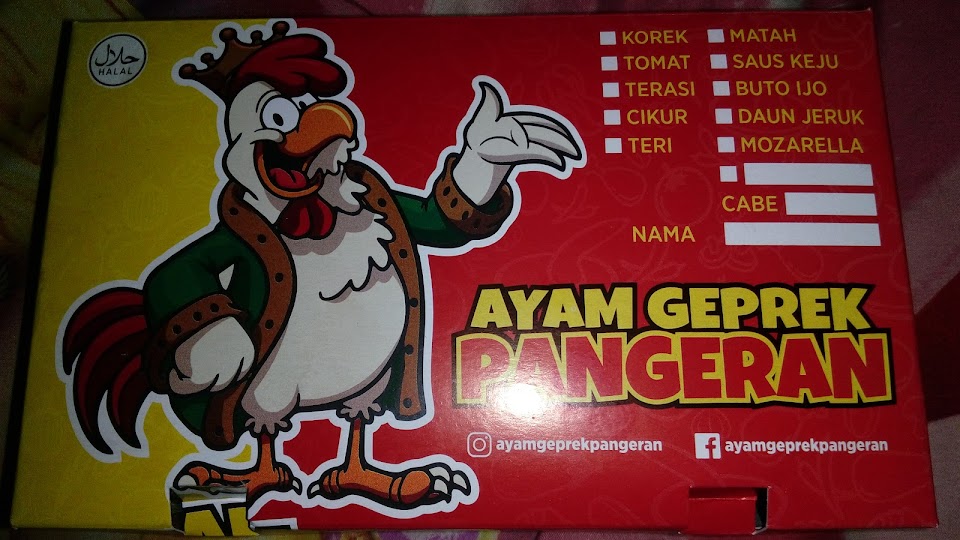 حلال
HALAL
KOREK MATAH
TOMAT SAUS KEJU
TERASI BUTO IJO
CIKUR DAUN JERUK
TERI MOZARELLA
CABE
NAMA
AYAM GEPREK
PANGERAN
ayamgeprekpangeran ayamgeprekpangeran